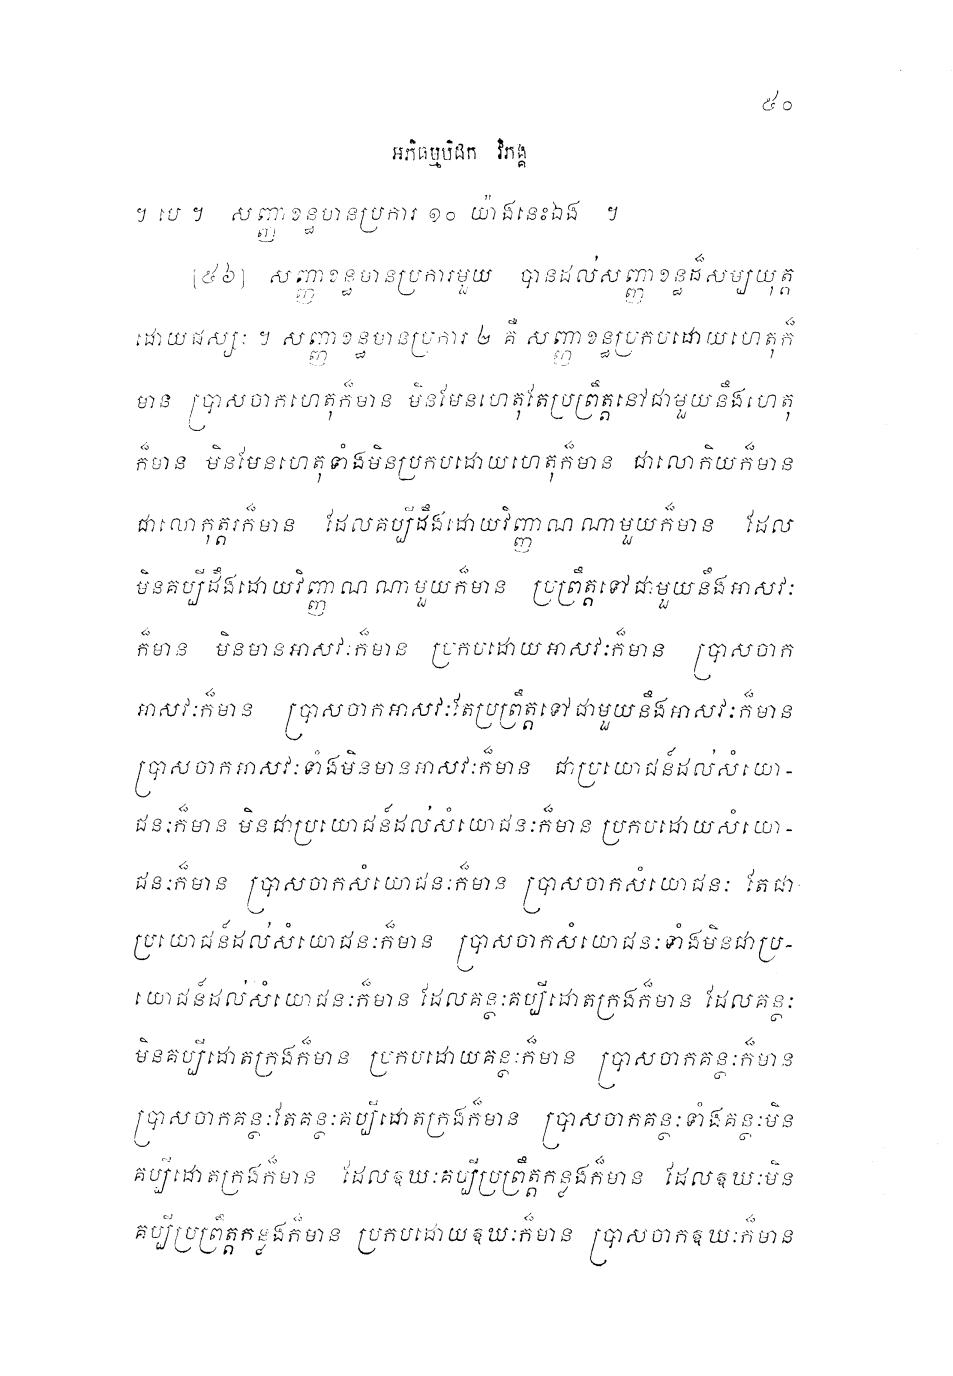 ៥០
អភិធម្មបិដក វិភង្គ
។ បេ ។ សញ្ញាខន្ធមានប្រការ ១០ យ៉ាងនេះឯង ។
[៥៦] សញ្ញាខន្ធមានប្រការមួយ បានដល់សញ្ញាខន្ធដ៏សម្បយុត្ត
ដោយផស្សៈ ។ សញ្ញាខន្ធមានប្រការ ២ គឺ សញ្ញាខន្ធប្រកបដោយហេតុក៏
មាន ប្រាសចាកហេតុក៏មាន មិនមែនហេតុតែប្រព្រឹត្តនៅជាមួយនឹងហេតុ
ក៏មាន មិនមែនហេតុទាំងមិនប្រកបដោយហេតុក៏មាន ជាលោកិយក៏មាន
ជាលោកុត្តរក៏មាន ដែលគប្បីដឹងដោយវិញ្ញាណណាមួយក៏មាន ដែល
មិនគប្បីដឹងដោយវិញ្ញាណណាមួយក៏មាន ប្រព្រឹត្តទៅជាមួយនឹងអាសវៈ
ក៏មាន មិនមានអាសវៈក៏មាន ប្រកបដោយអាសវៈក៏មាន ប្រាសចាក
អាសវៈក៏មាន ប្រាសចាកអាសវៈតែប្រព្រឹត្តទៅជាមួយនឹងអាសវៈក៏មាន
ប្រាសចាកអាសវៈទាំងមិនមានអាសវៈក៏មាន ជាប្រយោជន៍ដល់សំយោ-
ជនៈក៏មាន មិនជាប្រយោជន៍ដល់សំយោជនៈក៏មាន ប្រកបដោយសំយោ-
ជនៈក៏មាន ប្រាសចាកសំយោជនៈក៏មាន ប្រាសចាកសំយោជនៈ តែជា
ប្រយោជន៍ដល់សំយោជនៈក៏មាន ប្រាសចាកសំយោជនៈទាំងមិនជាប្រ-
យោជន៍ដល់សំយោជនៈក៏មាន ដែលគន្ថៈគប្បីដោតក្រងក៏មាន ដែលគន្ថៈ
មិនគប្បីដោតក្រងក៏មាន ប្រកបដោយគន្ថៈក៏មាន ប្រាសចាកគន្ថៈក៏មាន
ប្រាសចាកគន្ថៈតែគន្ថៈគប្បីដោតក្រងក៏មាន ប្រាសចាកគន្ថៈទាំងគន្ថៈមិន
គប្បីដោតក្រងក៏មាន ដែលឱឃៈគប្បីប្រព្រឹត្តកន្លងក៏មាន ដែលឱឃៈមិន
គប្បីប្រព្រឹត្តកន្លងក៏មាន ប្រកបដោយឱឃៈក៏មាន ប្រាសចាកឱឃៈក៏មាន